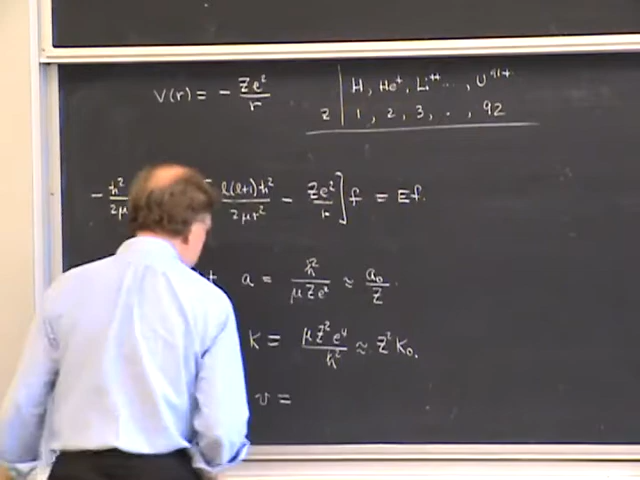 V(r) = - Ze²/r
H, He⁺, Li⁺⁺ .. , U⁹¹⁺
Z 1, 2, 3, . , 92
- ħ²/2μ l(l+1)ħ²/2μr² - Ze²/r ] f = Ef.
a = ħ²/μZe² ≈ a₀/Z .
K = μZ²e⁴/ħ² ≈ Z²K₀.
v =